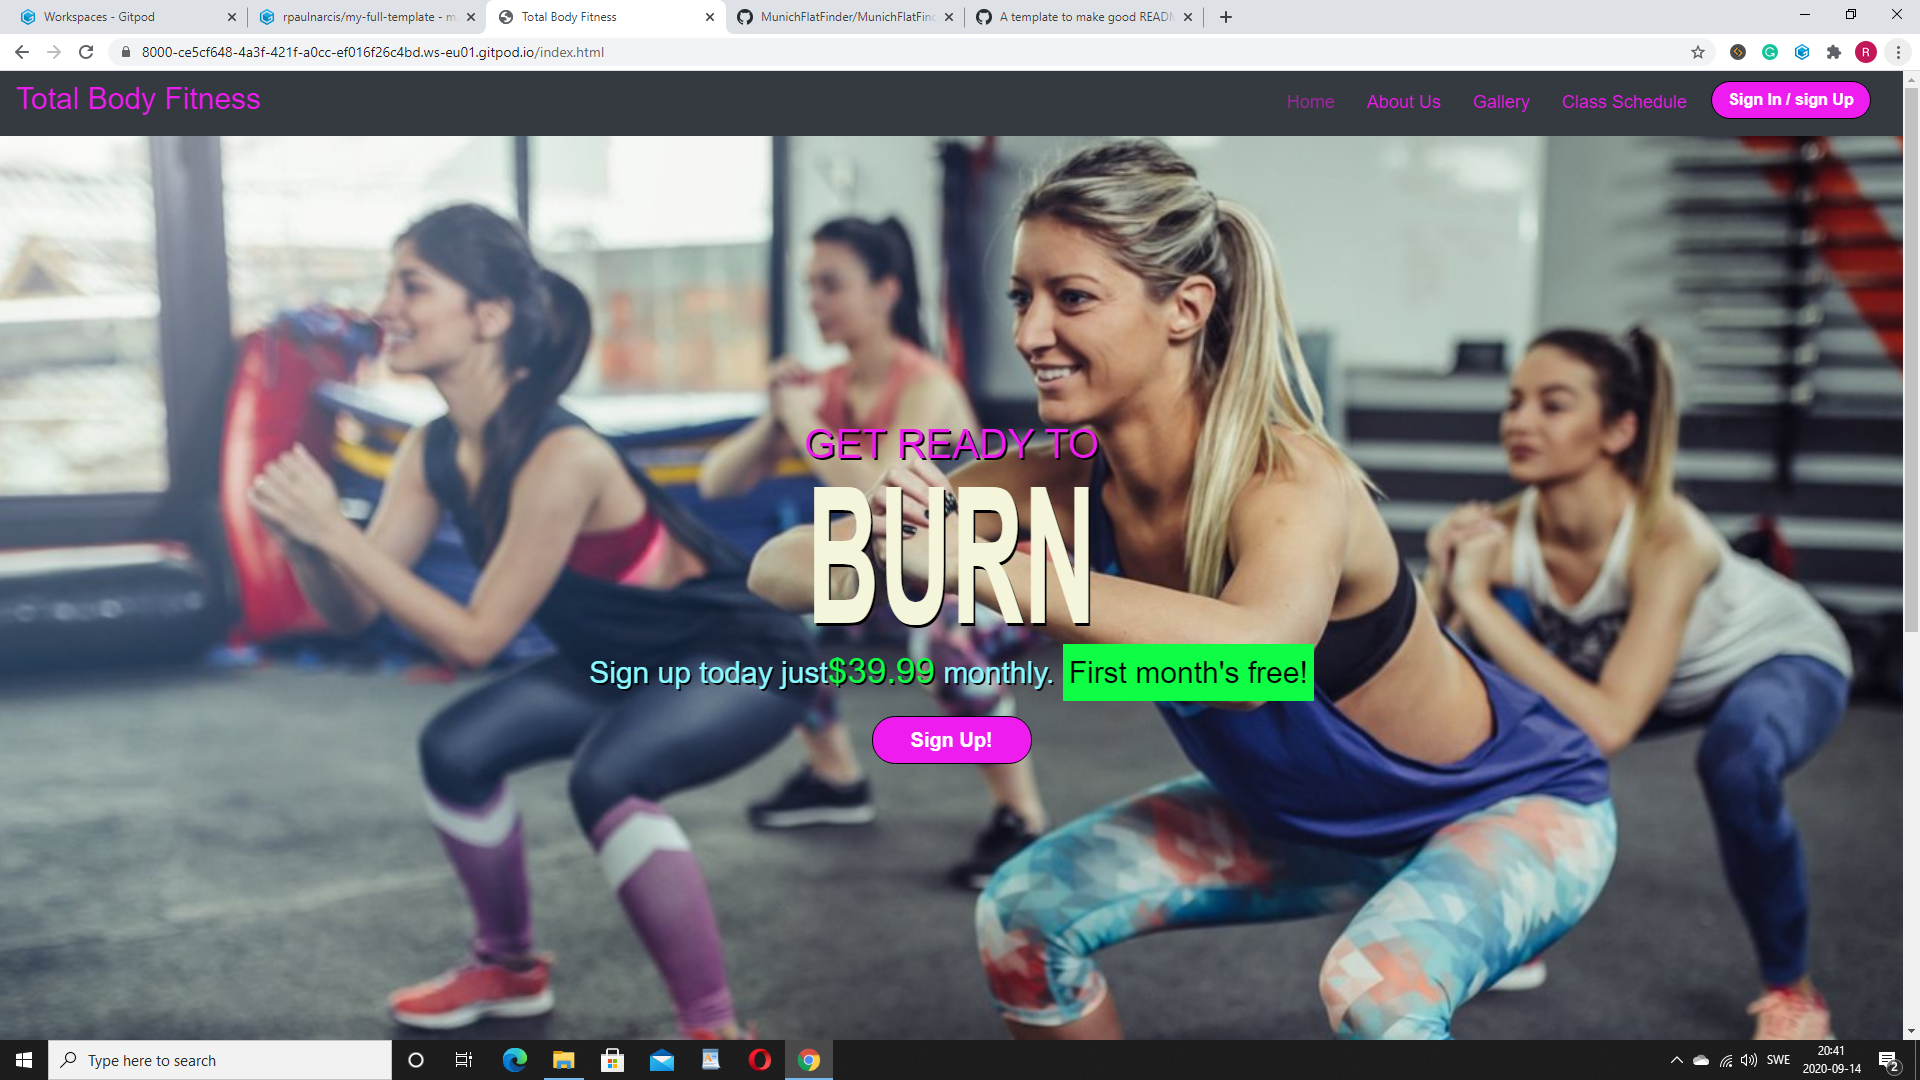 Workspaces - Gitpod
rpaulnarcis/my-full-template - m
Total Body Fitness
MunichFlatFinder/MunichFlatFin
A template to make good READ
8000-ce5cf648-4a3f-421f-a0cc-ef016f26c4bd.ws-eu01.gitpod.io/index.html
R
Total Body Fitness
Home
About Us
Gallery
Class Schedule
Sign In / sign Up
GET READY TO
BURN
Sign up today just$39.99 monthly. First month's free!
Sign Up!
Type here to search
SWE
20:41
2020-09-14
2